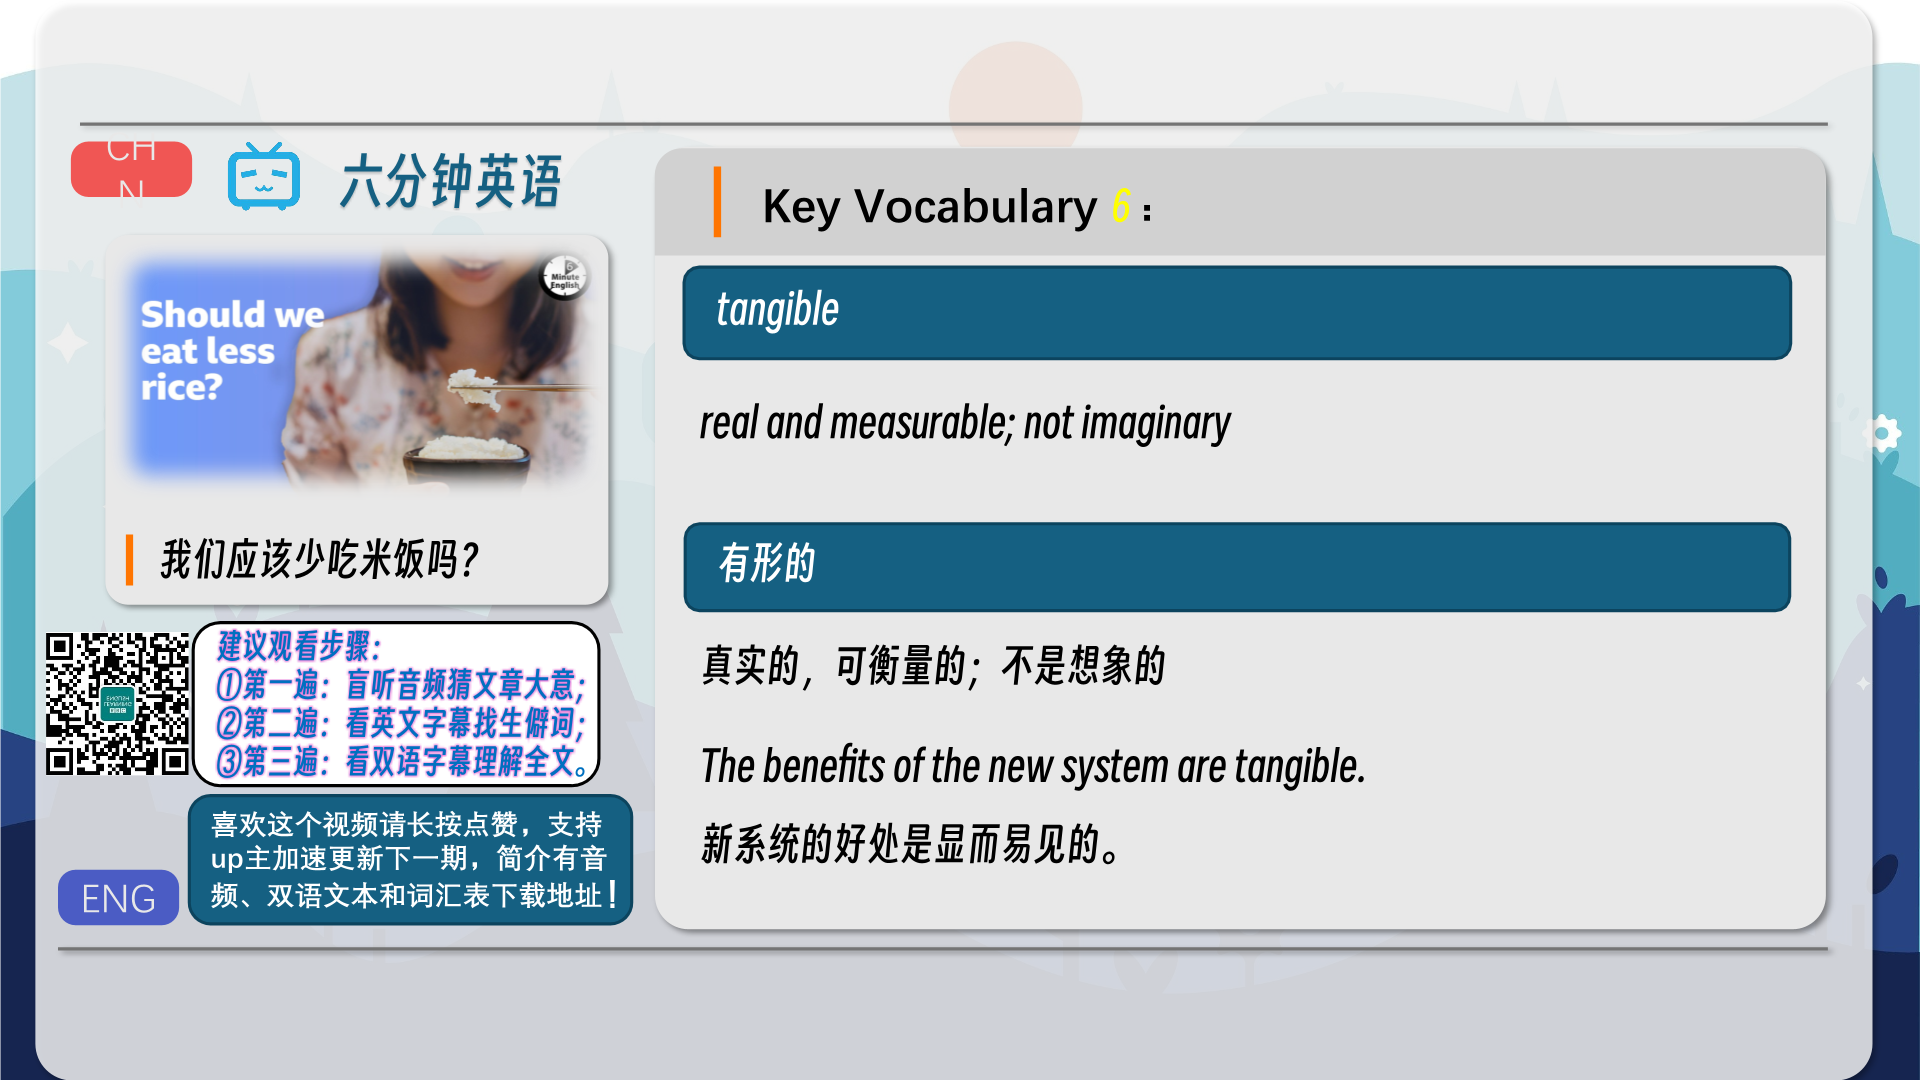 CH
N
六分钟英语
Should we
eat less
rice?
6
Minute
English
我们应该少吃米饭吗？
建议观看步骤：
①第一遍：盲听音频猜文章大意；
②第二遍：看英文字幕找生僻词；
③第三遍：看双语字幕理解全文。
喜欢这个视频请长按点赞，支持
up主加速更新下一期，简介有音
频、双语文本和词汇表下载地址！
ENG
Key Vocabulary 6：
tangible
real and measurable; not imaginary
有形的
真实的，可衡量的；不是想象的
The benefits of the new system are tangible.
新系统的好处是显而易见的。